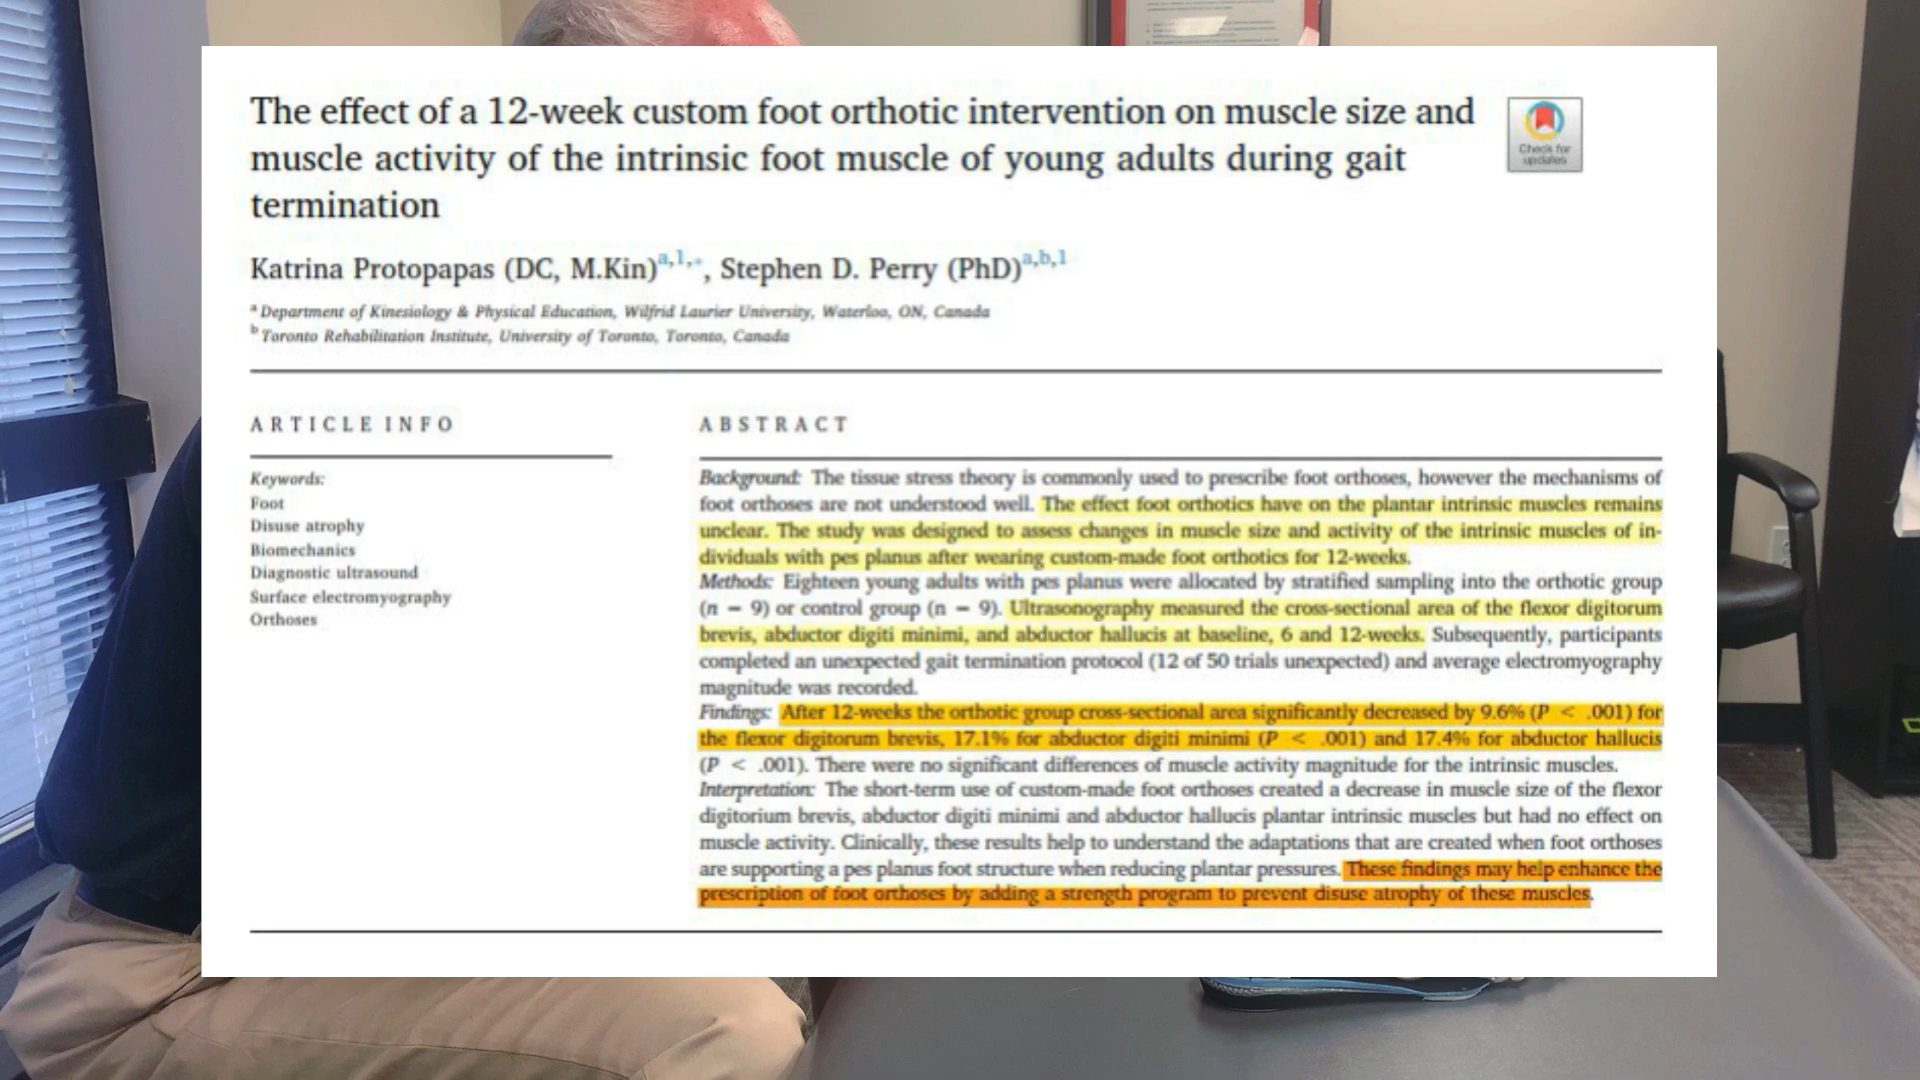 The effect of a 12-week custom foot orthotic intervention on muscle size and
muscle activity of the intrinsic foot muscle of young adults during gait
termination
Check for
updates
Katrina Protopapas (DC, M.Kin)a,1,*, Stephen D. Perry (PhD)a,b,1
a Department of Kinesiology & Physical Education, Wilfrid Laurier University, Waterloo, ON, Canada
b Toronto Rehabilitation Institute, University of Toronto, Toronto, Canada
ARTICLE INFO
Keywords:
Foot
Disuse atrophy
Biomechanics
Diagnostic ultrasound
Surface electromyography
Orthoses
ABSTRACT
Background: The tissue stress theory is commonly used to prescribe foot orthoses, however the mechanisms of
foot orthoses are not understood well. The effect foot orthotics have on the plantar intrinsic muscles remains
unclear. The study was designed to assess changes in muscle size and activity of the intrinsic muscles of in-
dividuals with pes planus after wearing custom-made foot orthotics for 12-weeks.
Methods: Eighteen young adults with pes planus were allocated by stratified sampling into the orthotic group
(n = 9) or control group (n = 9). Ultrasonography measured the cross-sectional area of the flexor digitorum
brevis, abductor digiti minimi, and abductor hallucis at baseline, 6 and 12-weeks. Subsequently, participants
completed an unexpected gait termination protocol (12 of 50 trials unexpected) and average electromyography
magnitude was recorded.
Findings: After 12-weeks the orthotic group cross-sectional area significantly decreased by 9.6% (P < .001) for
the flexor digitorum brevis, 17.1% for abductor digiti minimi (P < .001) and 17.4% for abductor hallucis
(P < .001). There were no significant differences of muscle activity magnitude for the intrinsic muscles.
Interpretation: The short-term use of custom-made foot orthoses created a decrease in muscle size of the flexor
digitorium brevis, abductor digiti minimi and abductor hallucis plantar intrinsic muscles but had no effect on
muscle activity. Clinically, these results help to understand the adaptations that are created when foot orthoses
are supporting a pes planus foot structure when reducing plantar pressures. These findings may help enhance the
prescription of foot orthoses by adding a strength program to prevent disuse atrophy of these muscles.